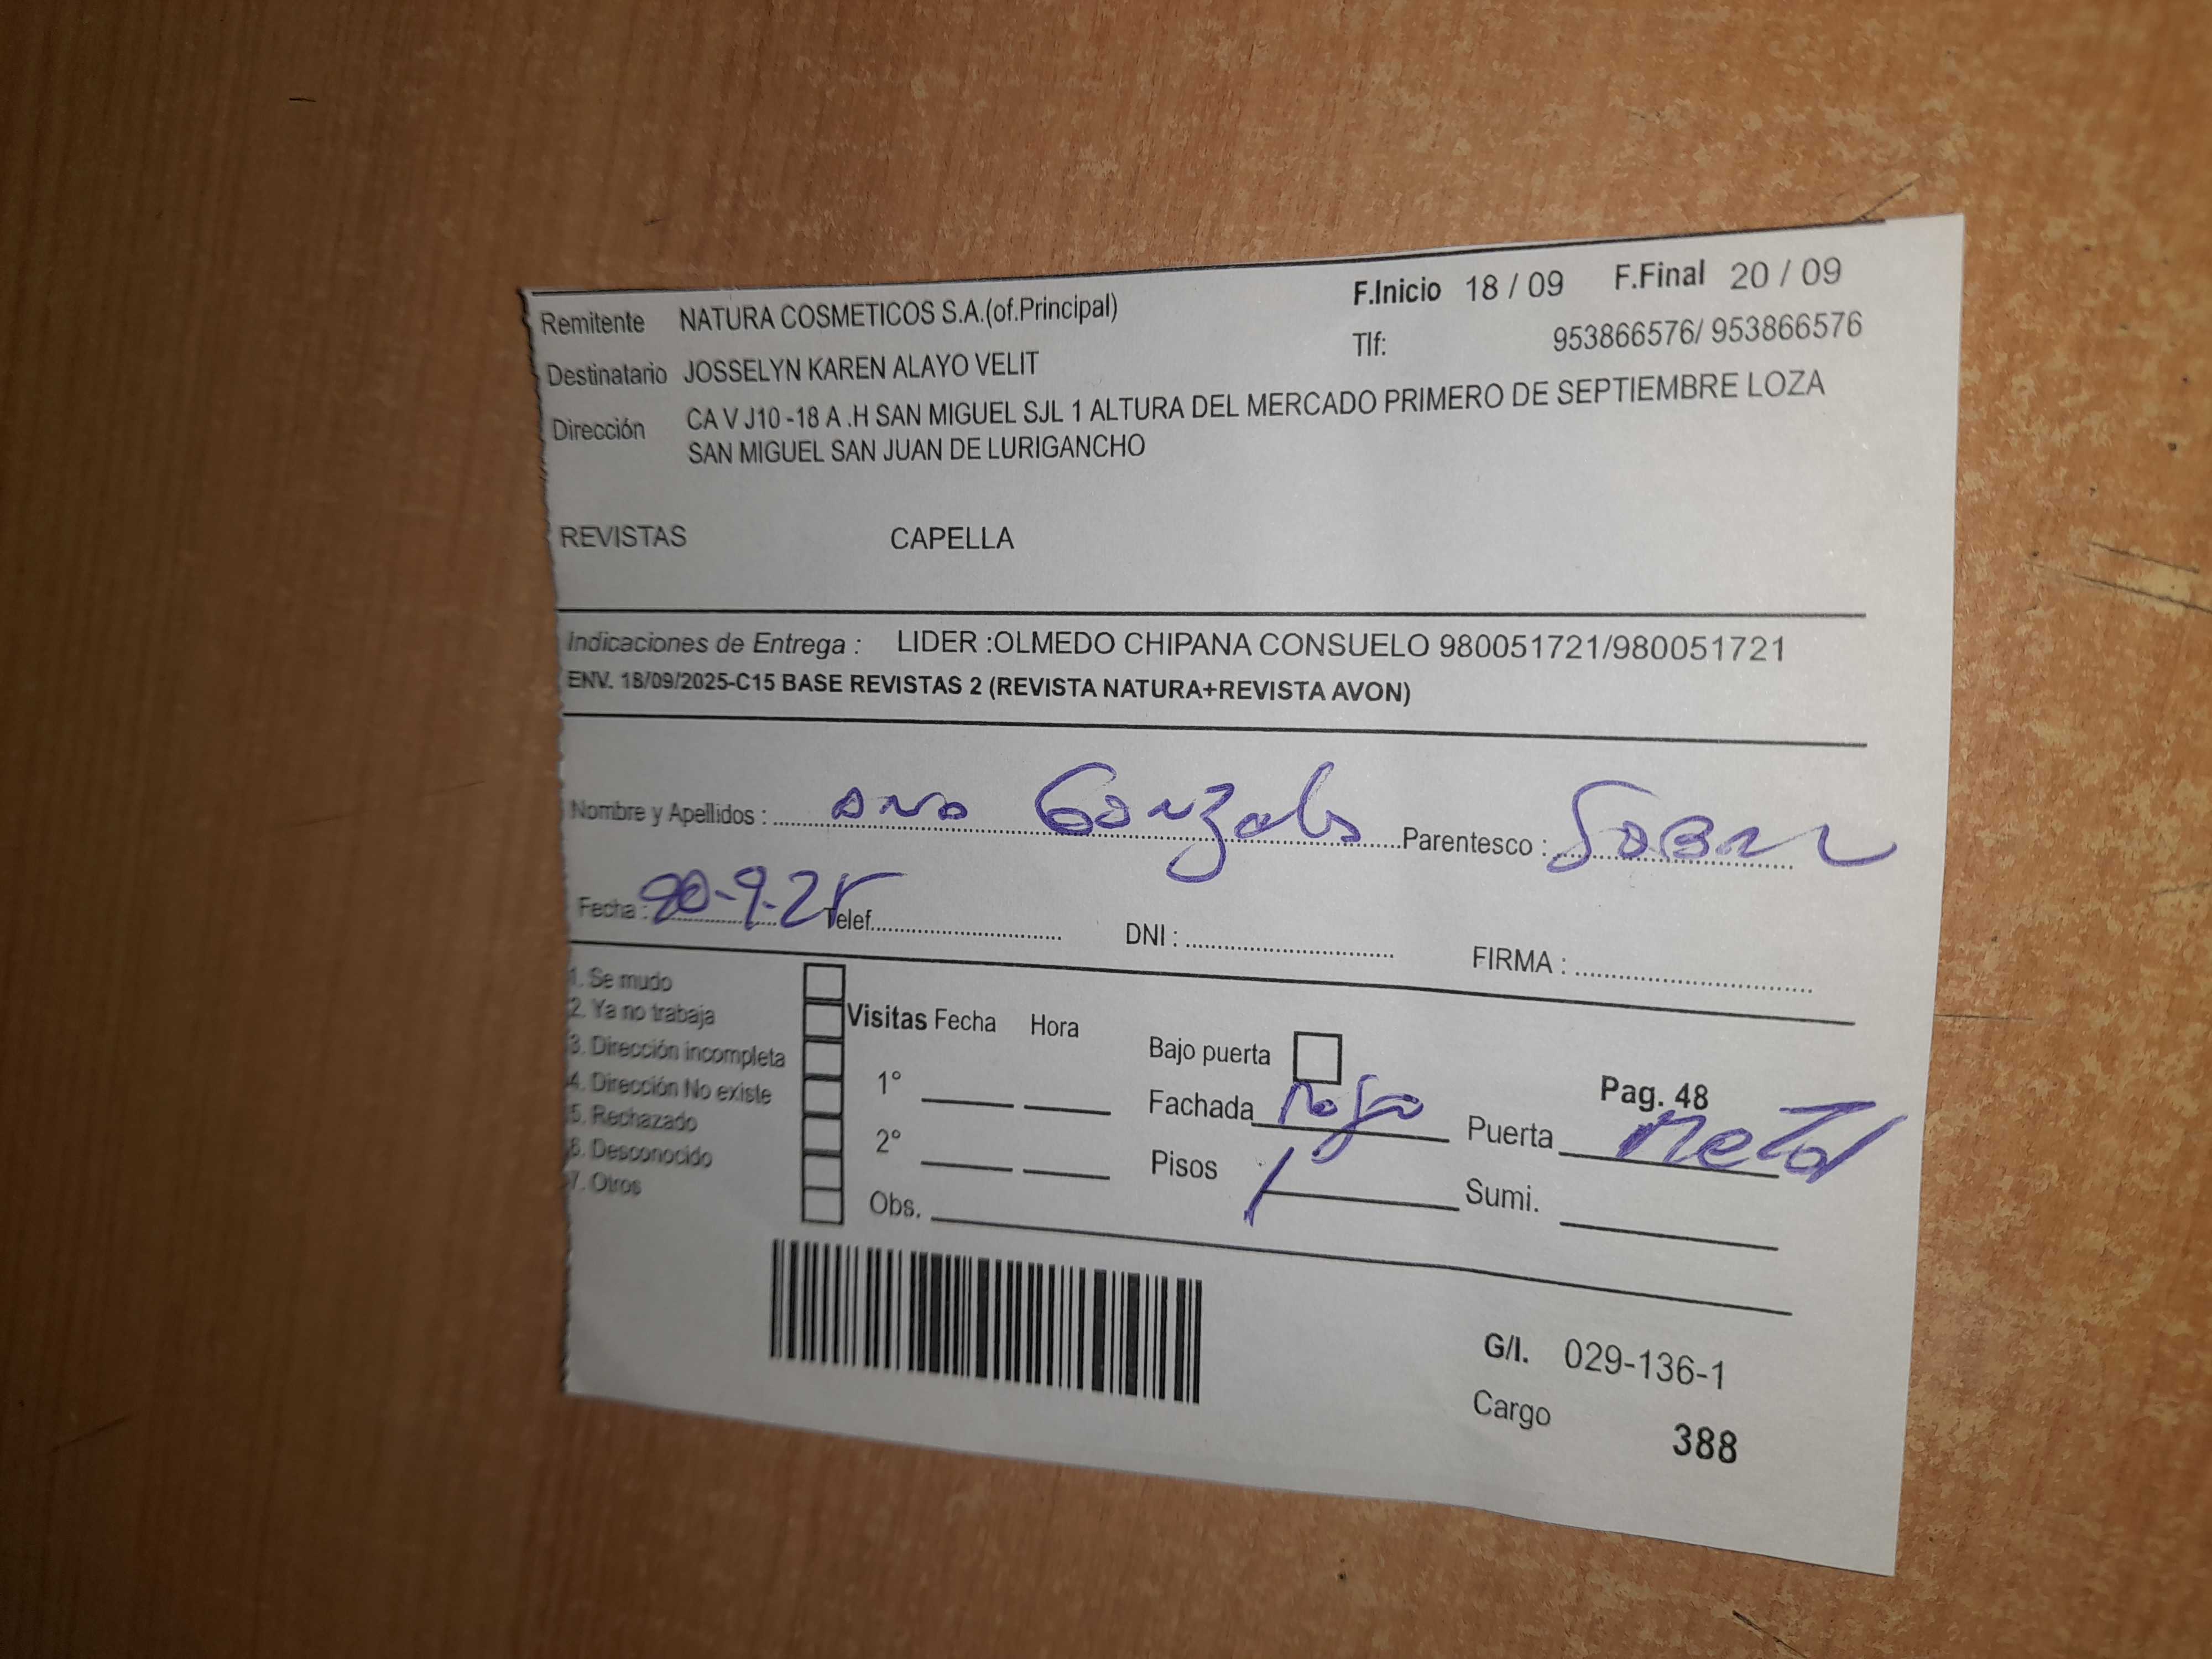 Remitente NATURA COSMETICOS S.A.(of.Principal) F.Inicio 18 / 09 F.Final 20 / 09
Destinatario JOSSELYN KAREN ALAYO VELIT Tlf: 953866576/ 953866576
Dirección CA V J10 -18 A .H SAN MIGUEL SJL 1 ALTURA DEL MERCADO PRIMERO DE SEPTIEMBRE LOZA
SAN MIGUEL SAN JUAN DE LURIGANCHO
REVISTAS CAPELLA
Indicaciones de Entrega : LIDER :OLMEDO CHIPANA CONSUELO 980051721/980051721
ENV. 18/09/2025-C15 BASE REVISTAS 2 (REVISTA NATURA+REVISTA AVON)
Nombre y Apellidos : Ana Gonzales Parentesco :
Fecha : 20-9-25 Telef. DNI : FIRMA :
1. Se mudo
2. Ya no trabaja
3. Dirección incompleta
4. Dirección No existe
5. Rechazado
6. Desconocido
7. Otros
Visitas Fecha Hora
1°
2°
Obs.
Bajo puerta
Fachada Rojo
Pisos 1
Pag. 48
Puerta Metal
Sumi.
G/I. 029-136-1
Cargo 388